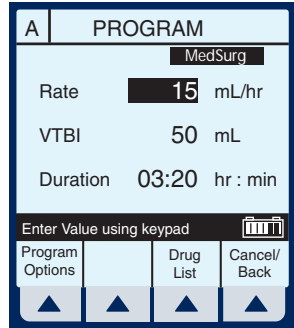 A PROGRAM
MedSurg
Rate 15 mL/hr
VTBI 50 mL
Duration 03:20 hr : min
Enter Value using keypad
Program Options
Drug List
Cancel/ Back